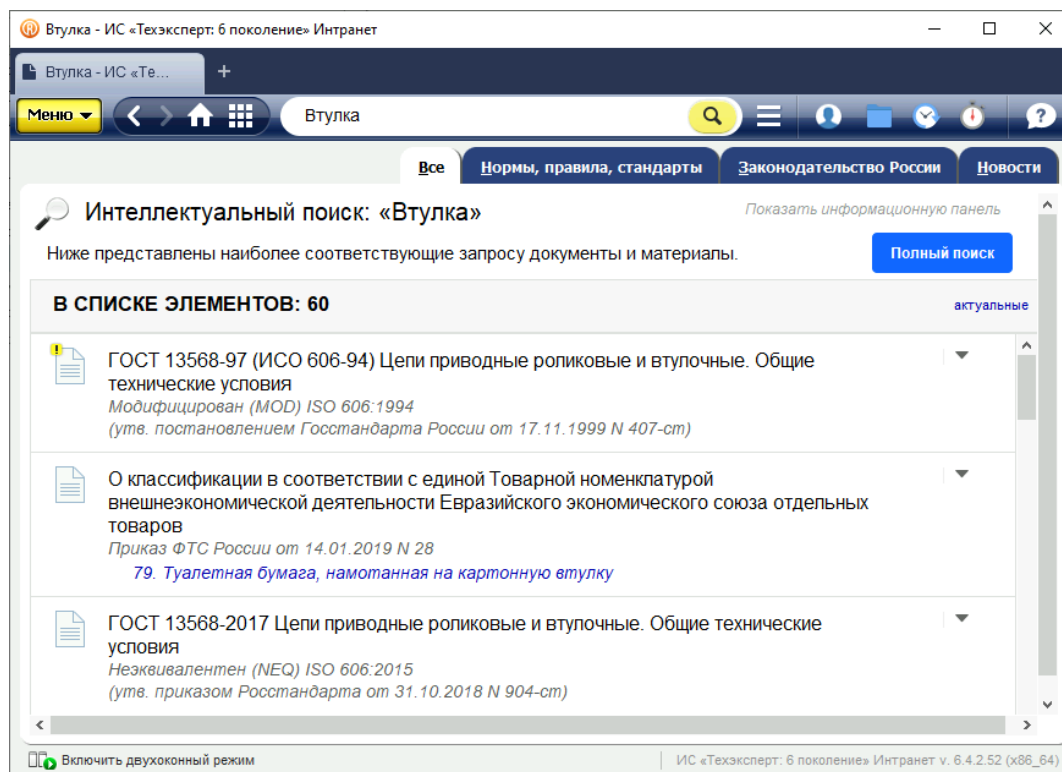 Втулка - ИС «Техэксперт: 6 поколение» Интранет
Втулка - ИС «Те...
Меню
Втулка
Все
Нормы, правила, стандарты
Законодательство России
Новости
Интеллектуальный поиск: «Втулка»
Показать информационную панель
Ниже представлены наиболее соответствующие запросу документы и материалы.
Полный поиск
В СПИСКЕ ЭЛЕМЕНТОВ: 60
актуальные
ГОСТ 13568-97 (ИСО 606-94) Цепи приводные роликовые и втулочные. Общие
технические условия
Модифицирован (MOD) ISO 606:1994
(утв. постановлением Госстандарта России от 17.11.1999 N 407-ст)
О классификации в соответствии с единой Товарной номенклатурой
внешнеэкономической деятельности Евразийского экономического союза отдельных
товаров
Приказ ФТС России от 14.01.2019 N 28
79. Туалетная бумага, намотанная на картонную втулку
ГОСТ 13568-2017 Цепи приводные роликовые и втулочные. Общие технические
условия
Неэквивалентен (NEQ) ISO 606:2015
(утв. приказом Росстандарта от 31.10.2018 N 904-ст)
Включить двухоконный режим
ИС «Техэксперт: 6 поколение» Интранет v. 6.4.2.52 (x86_64)